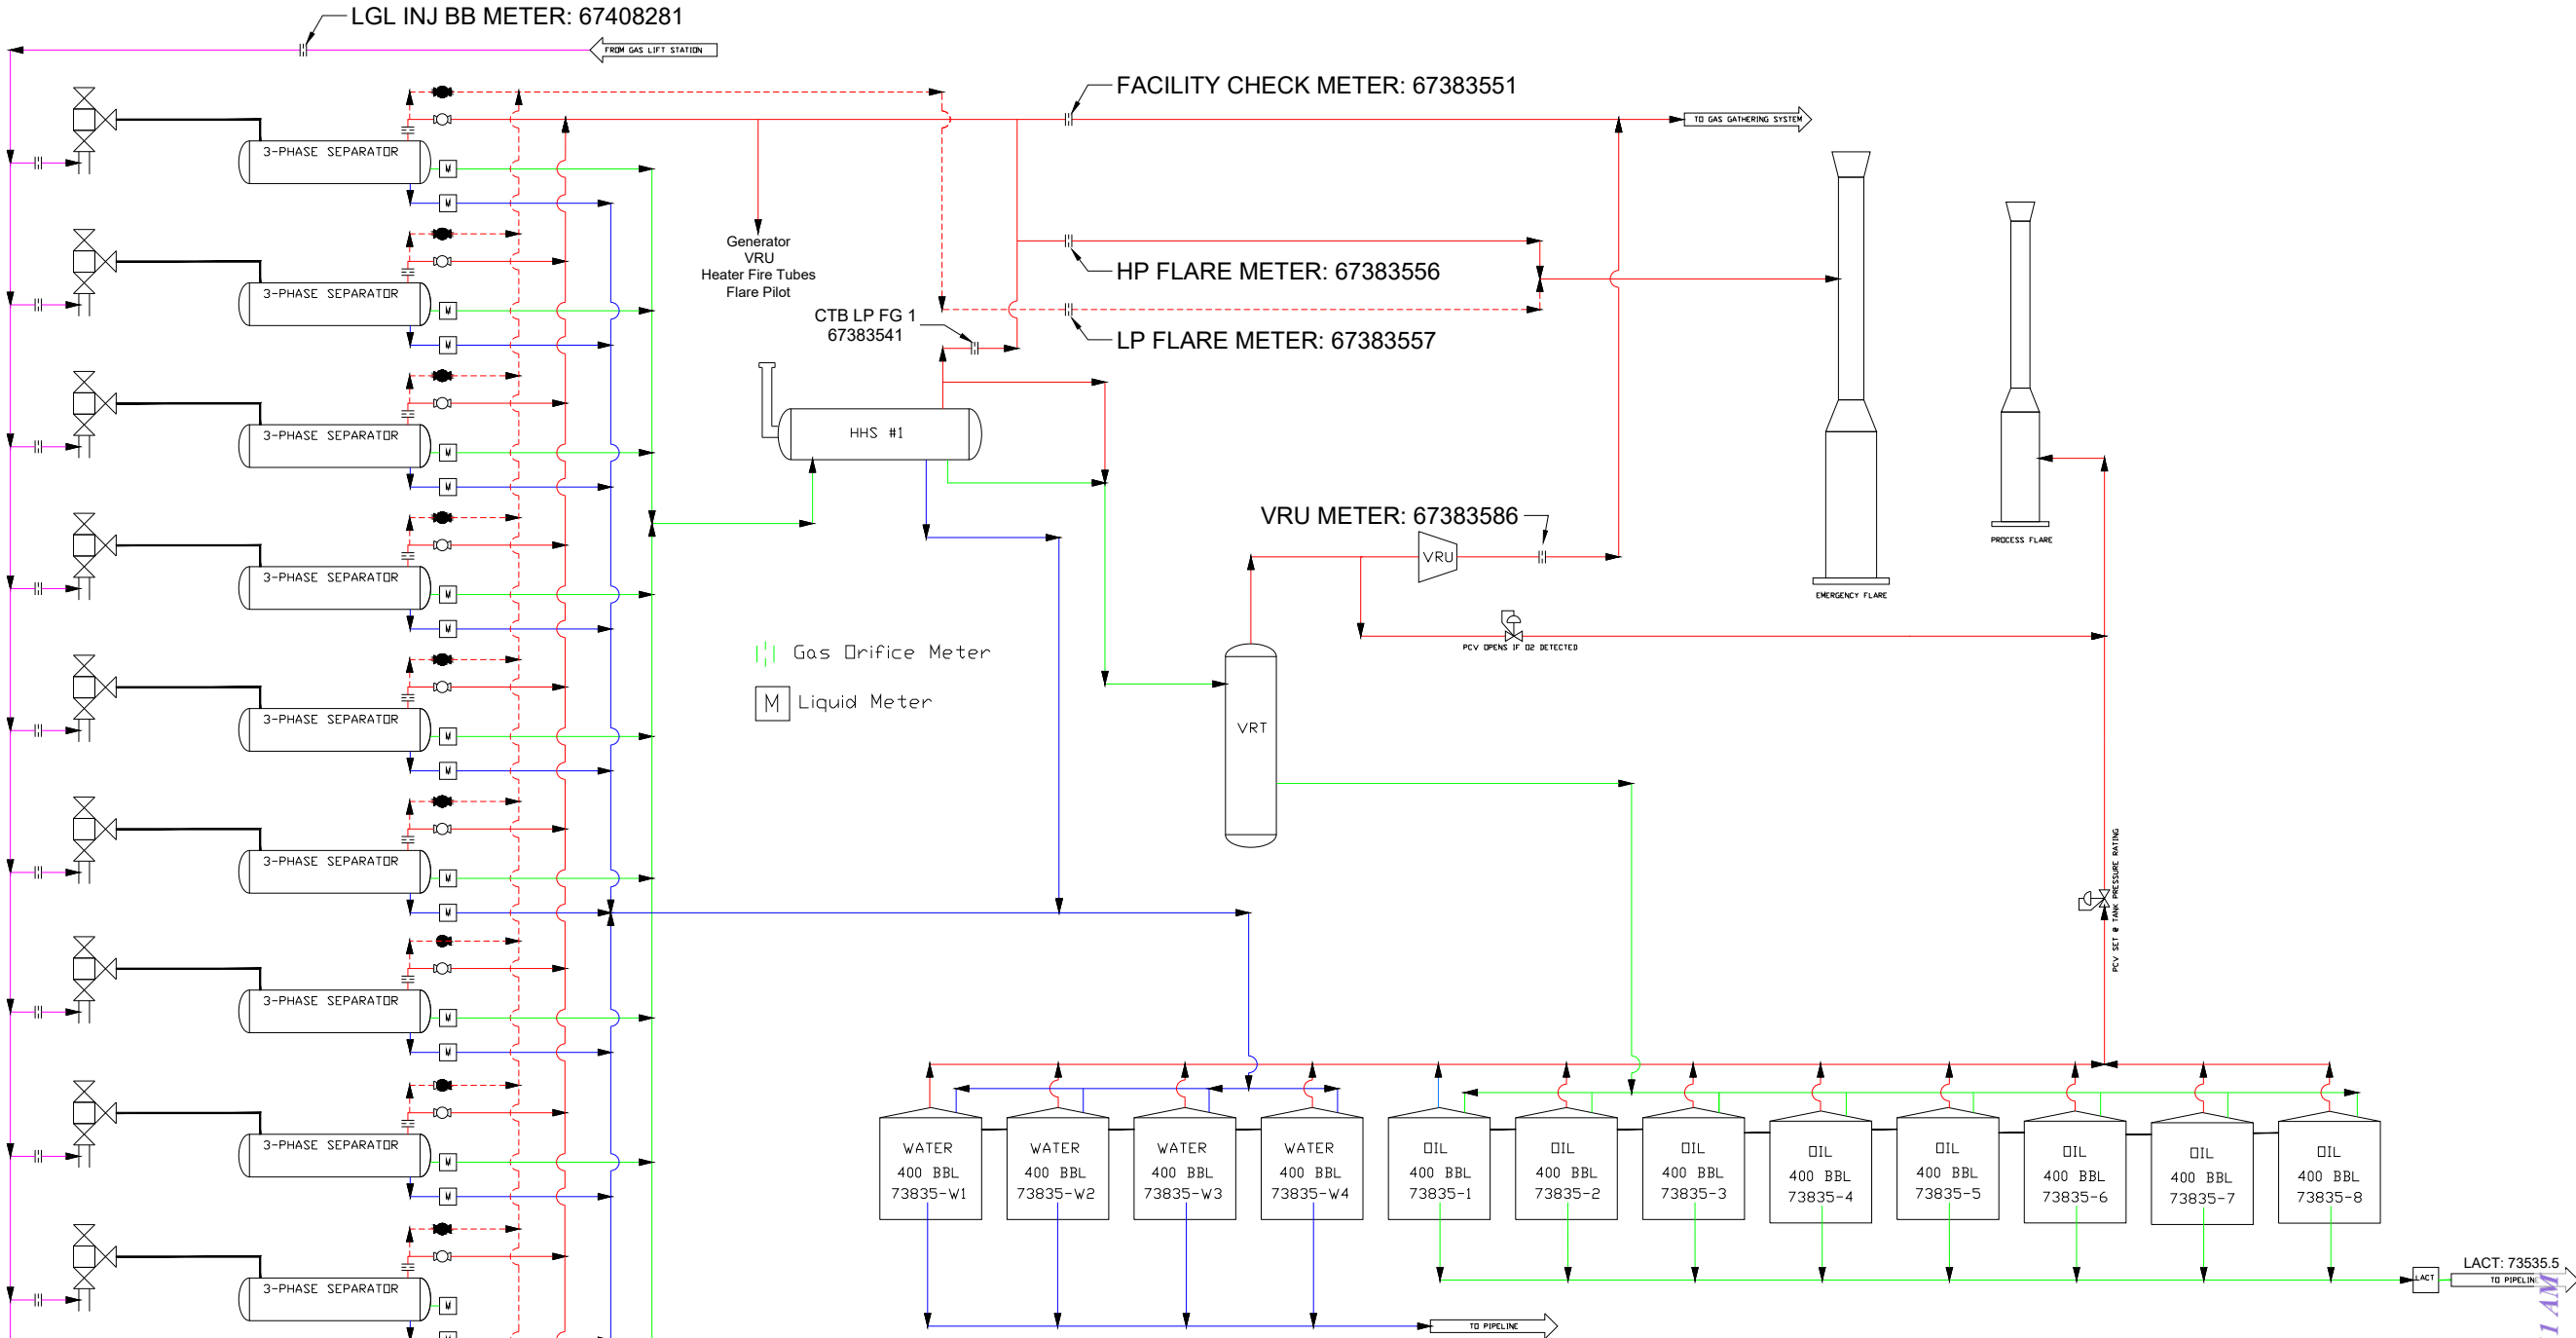 LGL INJ BB METER: 67408281
FROM GAS LIFT STATION
FACILITY CHECK METER: 67383551
TO GAS GATHERING SYSTEM
3-PHASE SEPARATOR
M
M
Generator
VRU
Heater Fire Tubes
Flare Pilot
HP FLARE METER: 67383556
3-PHASE SEPARATOR
M
M
CTB LP FG 1
67383541
LP FLARE METER: 67383557
3-PHASE SEPARATOR
M
M
HHS #1
VRU METER: 67383586
VRU
PROCESS FLARE
EMERGENCY FLARE
3-PHASE SEPARATOR
M
M
PCV OPENS IF O2 DETECTED
Gas Orifice Meter
M Liquid Meter
VRT
3-PHASE SEPARATOR
M
M
3-PHASE SEPARATOR
M
M
PCV SET @ TANK PRESSURE RATING
3-PHASE SEPARATOR
M
M
3-PHASE SEPARATOR
M
M
WATER
400 BBL
73835-W1
WATER
400 BBL
73835-W2
WATER
400 BBL
73835-W3
WATER
400 BBL
73835-W4
OIL
400 BBL
73835-1
OIL
400 BBL
73835-2
OIL
400 BBL
73835-3
OIL
400 BBL
73835-4
OIL
400 BBL
73835-5
OIL
400 BBL
73835-6
OIL
400 BBL
73835-7
OIL
400 BBL
73835-8
3-PHASE SEPARATOR
M
M
LACT
LACT: 73535.5
TO PIPELINE
TO PIPELINE
1 AM